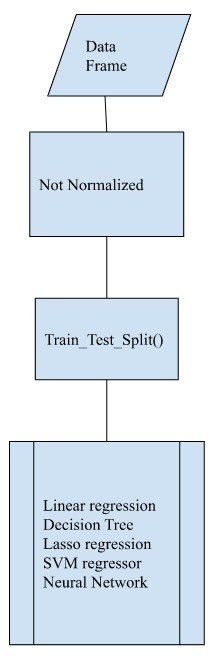 Data
Frame
Not Normalized
Train_Test_Split()
Linear regression
Decision Tree
Lasso regression
SVM regressor
Neural Network